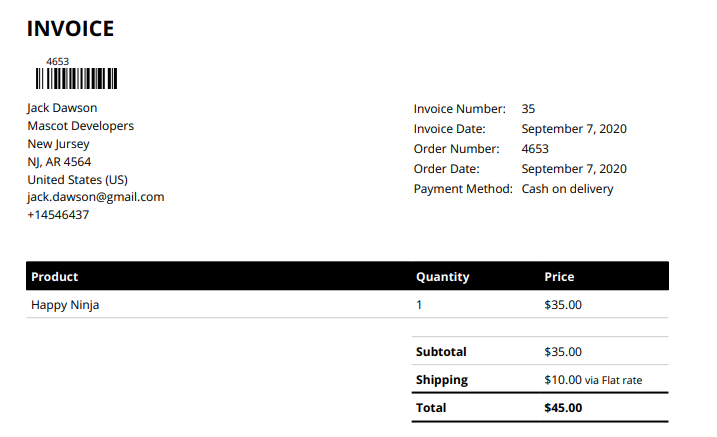 INVOICE
4653
Jack Dawson
Mascot Developers
New Jursey
NJ, AR 4564
United States (US)
jack.dawson@gmail.com
+14546437
Invoice Number: 35
Invoice Date: September 7, 2020
Order Number: 4653
Order Date: September 7, 2020
Payment Method: Cash on delivery
Product Quantity Price
Happy Ninja 1 $35.00
Subtotal $35.00
Shipping $10.00 via Flat rate
Total $45.00